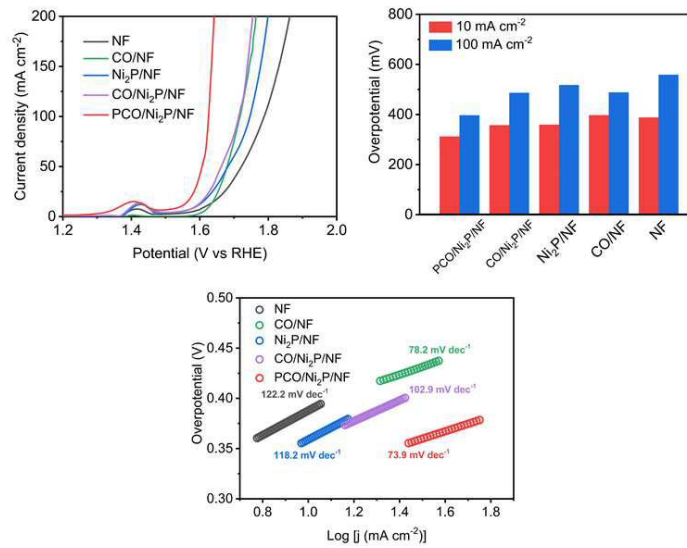 Current density (mA cm⁻²)
200
150
100
50
0
NF
CO/NF
Ni₂P/NF
CO/Ni₂P/NF
PCO/Ni₂P/NF
1.2 1.4 1.6 1.8 2.0
Potential (V vs RHE)
Overpotential (mV)
800
600
400
200
0
10 mA cm⁻²
100 mA cm⁻²
PCO/Ni₂P/NF
CO/Ni₂P/NF
Ni₂P/NF
CO/NF
NF
Overpotential (V)
0.50
0.45
0.40
0.35
0.30
NF
CO/NF
Ni₂P/NF
CO/Ni₂P/NF
PCO/Ni₂P/NF
78.2 mV dec⁻¹
122.2 mV dec⁻¹
102.9 mV dec⁻¹
118.2 mV dec⁻¹
73.9 mV dec⁻¹
0.8 1.0 1.2 1.4 1.6 1.8
Log [j (mA cm⁻²)]